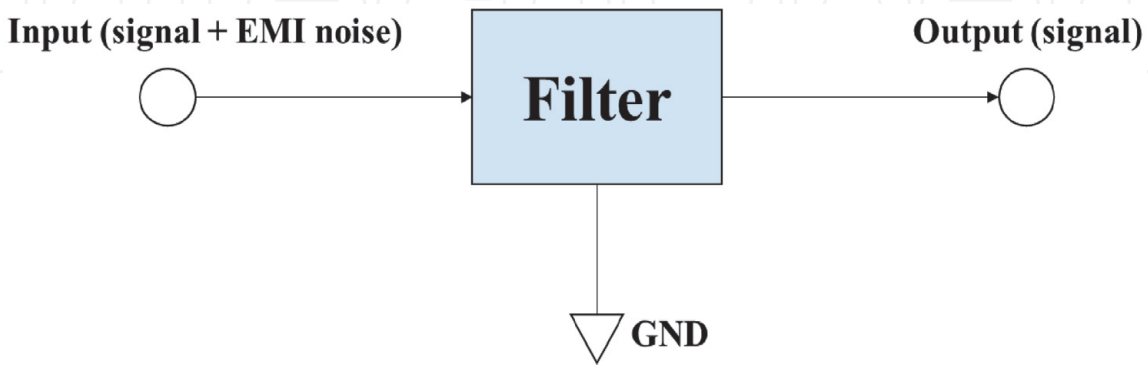 Input (signal + EMI noise)
Output (signal)
Filter
GND